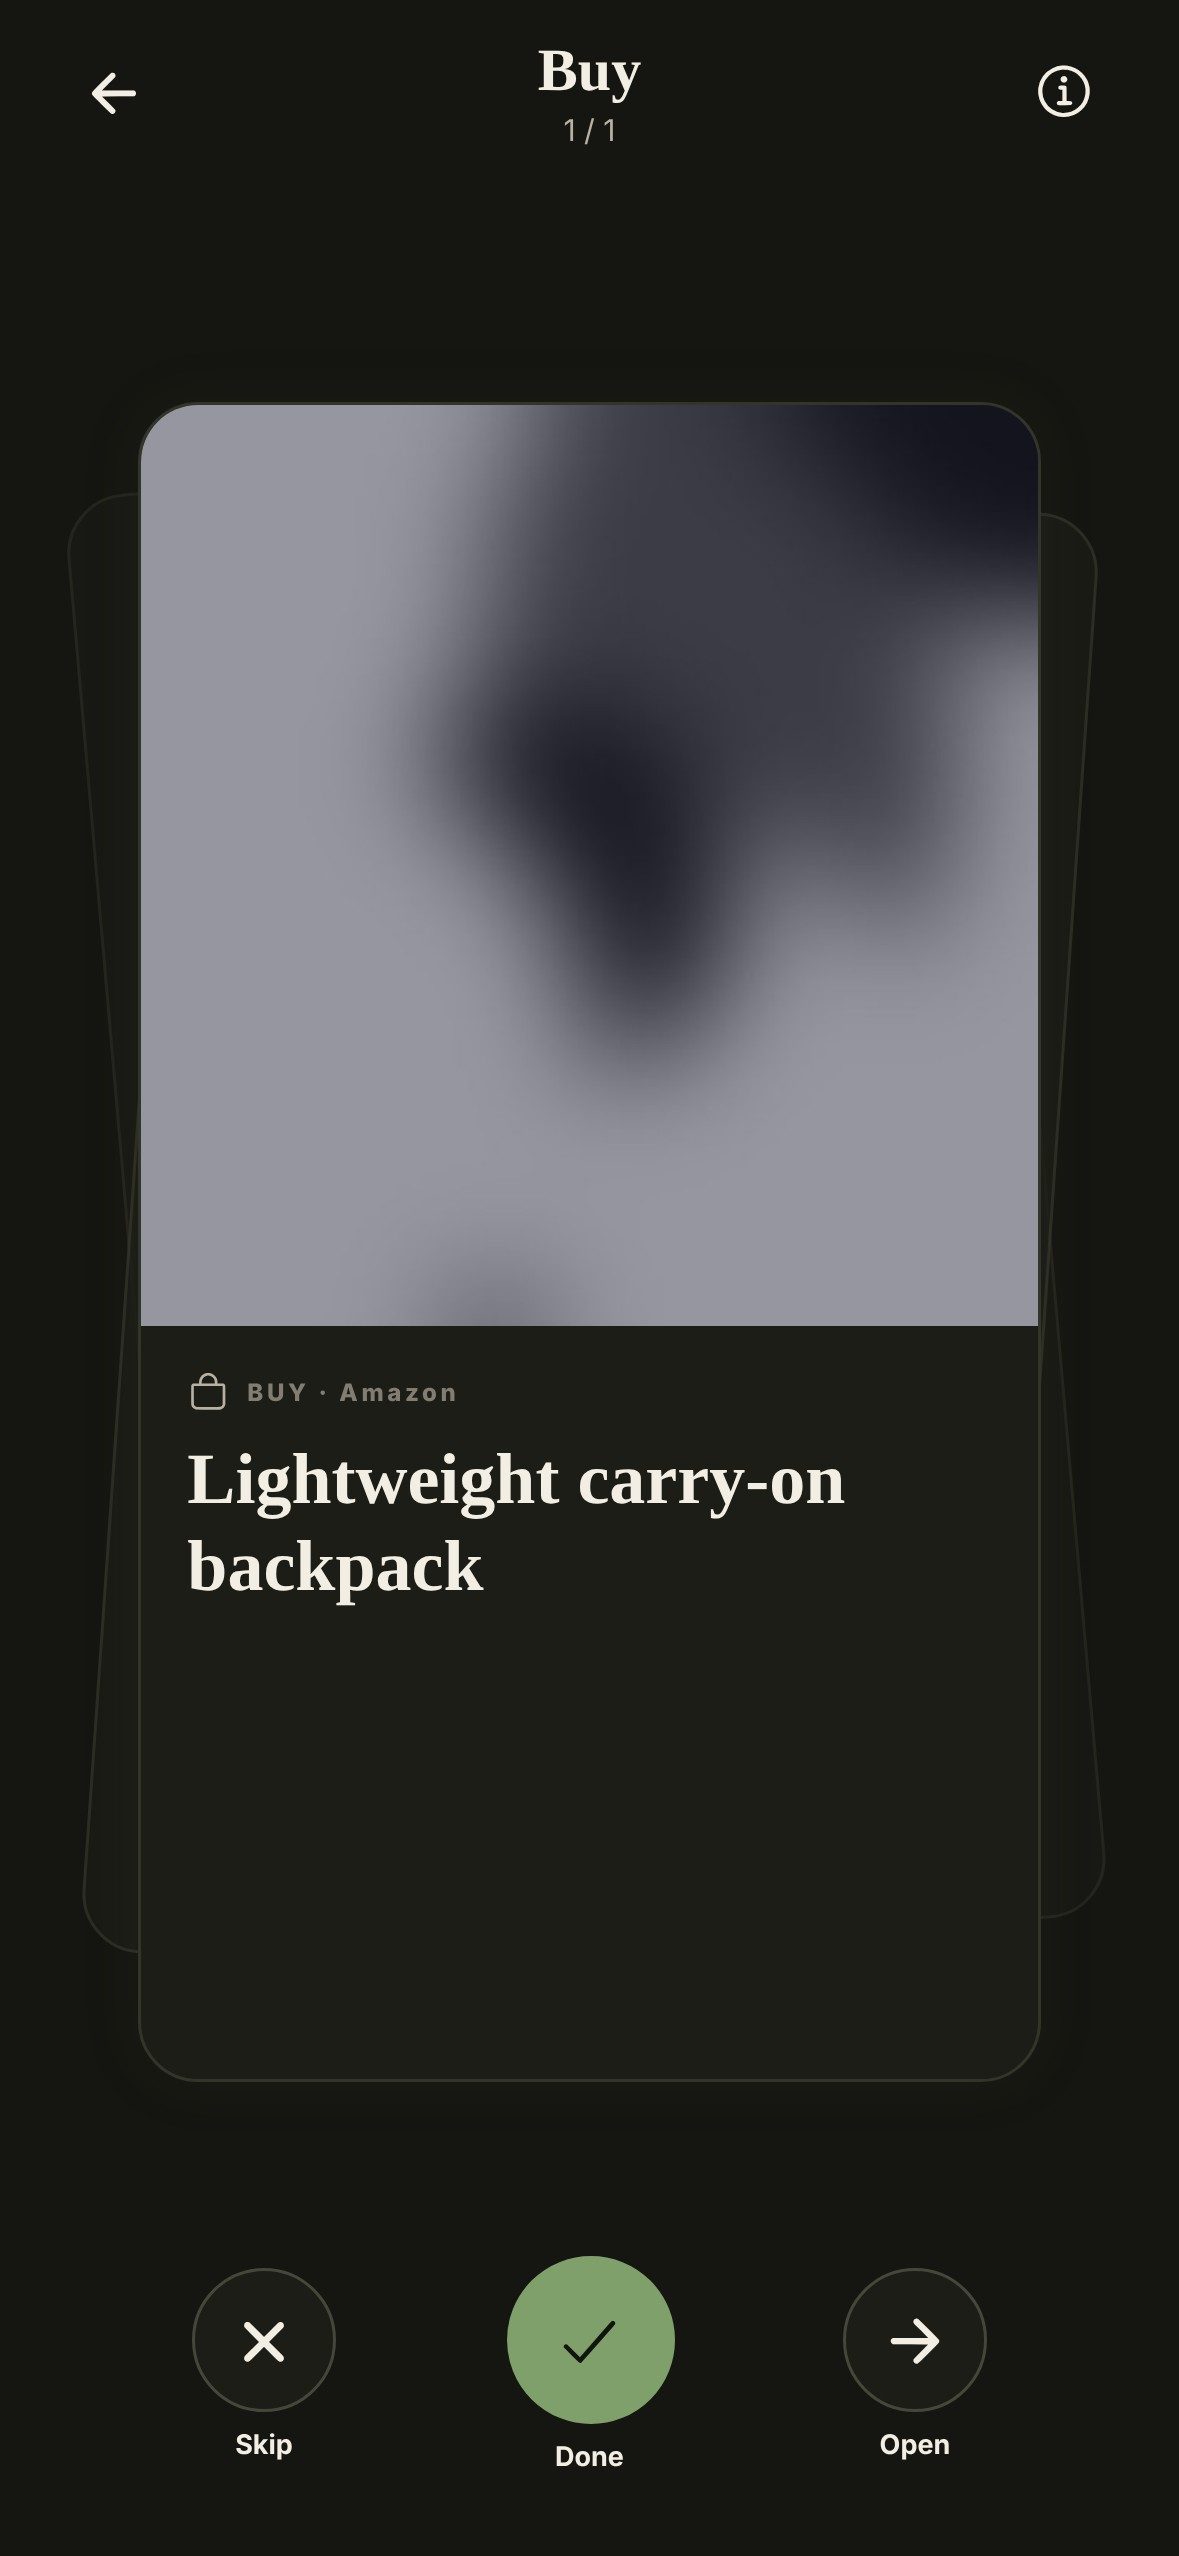 Buy
1 / 1
BUY · Amazon
Lightweight carry-on
backpack
Skip
Done
Open